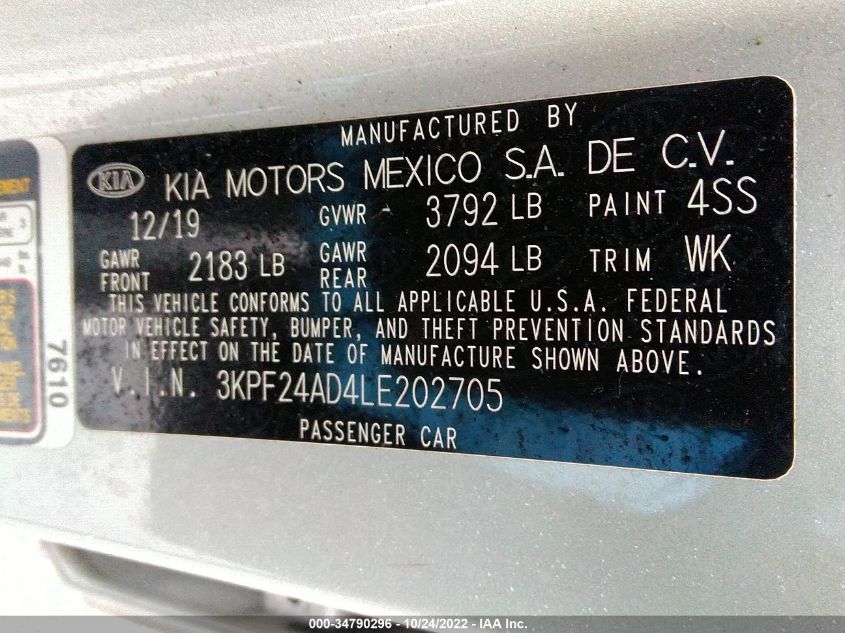 MANUFACTURED BY
KIA KIA MOTORS MEXICO S.A. DE C.V.
12/19 GVWR 3792 LB PAINT 4SS
GAWR FRONT 2183 LB GAWR REAR 2094 LB TRIM WK
THIS VEHICLE CONFORMS TO ALL APPLICABLE U.S.A. FEDERAL
MOTOR VEHICLE SAFETY, BUMPER, AND THEFT PREVENTION STANDARDS
IN EFFECT ON THE DATE OF MANUFACTURE SHOWN ABOVE.
V.I.N. 3KPF24AD4LE202705
PASSENGER CAR
7610
000-34790296 - 10/24/2022 - IAA Inc.